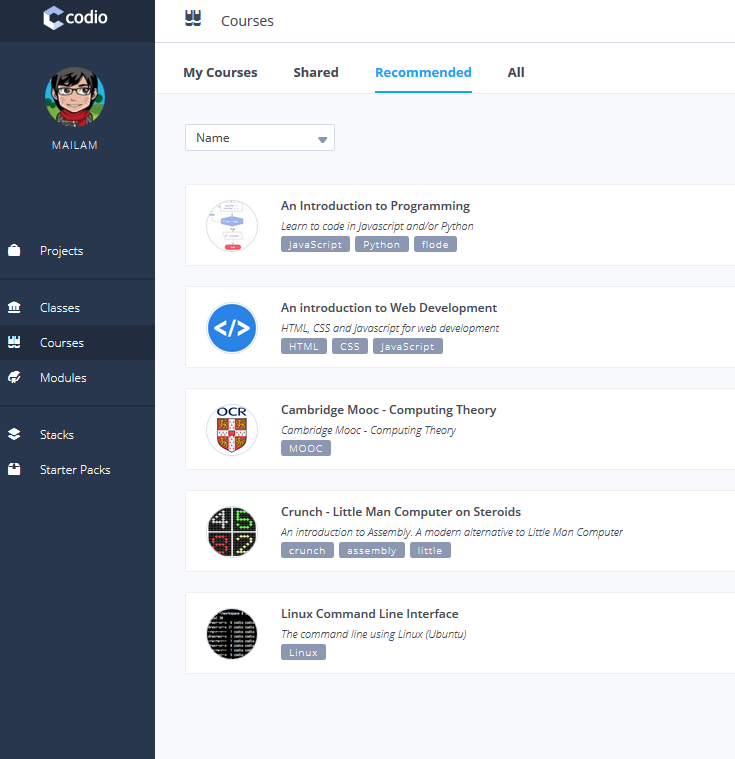 codio
Courses
MAILAM
My Courses
Shared
Recommended
All
Name
Projects
Classes
Courses
Modules
Stacks
Starter Packs
An Introduction to Programming
Learn to code in Javascript and/or Python
JavaScript Python flode
An introduction to Web Development
HTML, CSS and Javascript for web development
HTML CSS JavaScript
OCR
Cambridge Mooc - Computing Theory
Cambridge Mooc - Computing Theory
MOOC
Crunch - Little Man Computer on Steroids
An introduction to Assembly. A modern alternative to Little Man Computer
crunch assembly little
4 5
9 2
Linux Command Line Interface
The command line using Linux (Ubuntu)
Linux